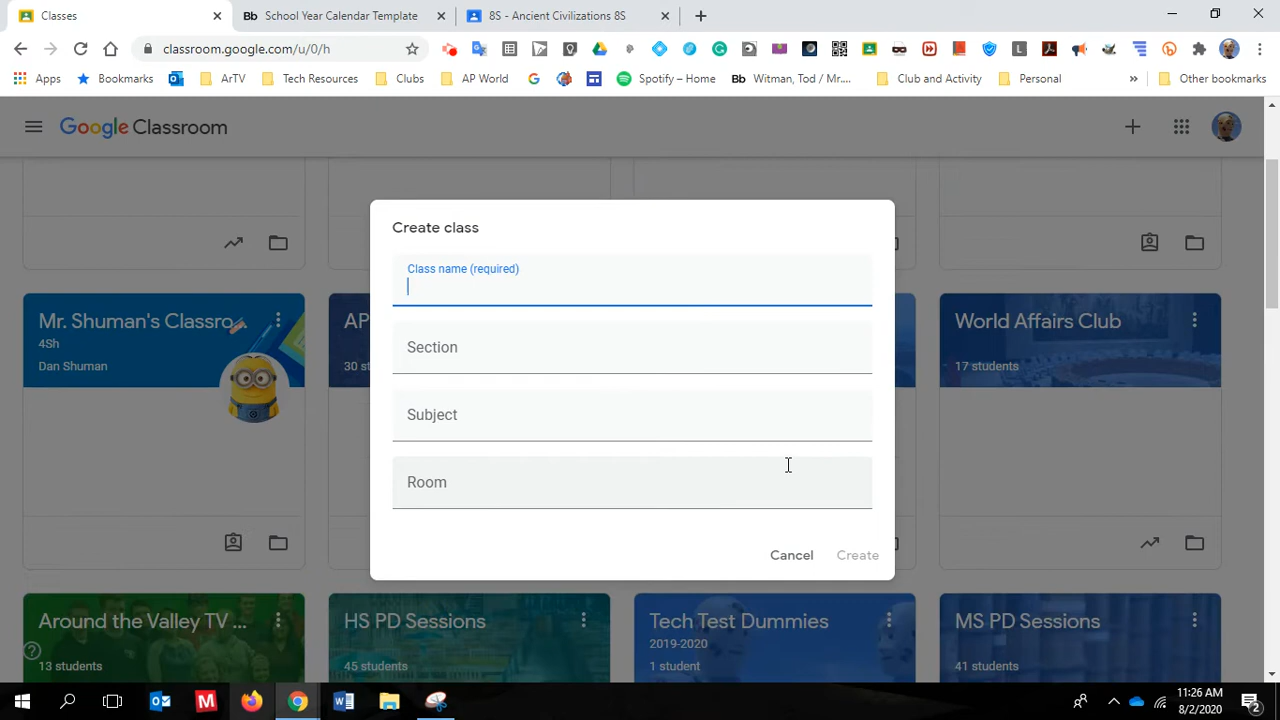 Classes
Bb School Year Calendar Template
8S - Ancient Civilizations 8S
classroom.google.com/u/0/h
Apps
Bookmarks
ArTV
Tech Resources
Clubs
AP World
Spotify – Home
Bb Witman, Tod / Mr....
Club and Activity
Personal
»
Other bookmarks
Google Classroom
Create class
Class name (required)
Section
Subject
Room
Cancel
Create
Mr. Shuman's Classro...
4Sh
Dan Shuman
AP
30 st
World Affairs Club
17 students
Around the Valley TV ...
13 students
HS PD Sessions
45 students
Tech Test Dummies
2019-2020
1 student
MS PD Sessions
41 students
11:26 AM
8/2/2020
2